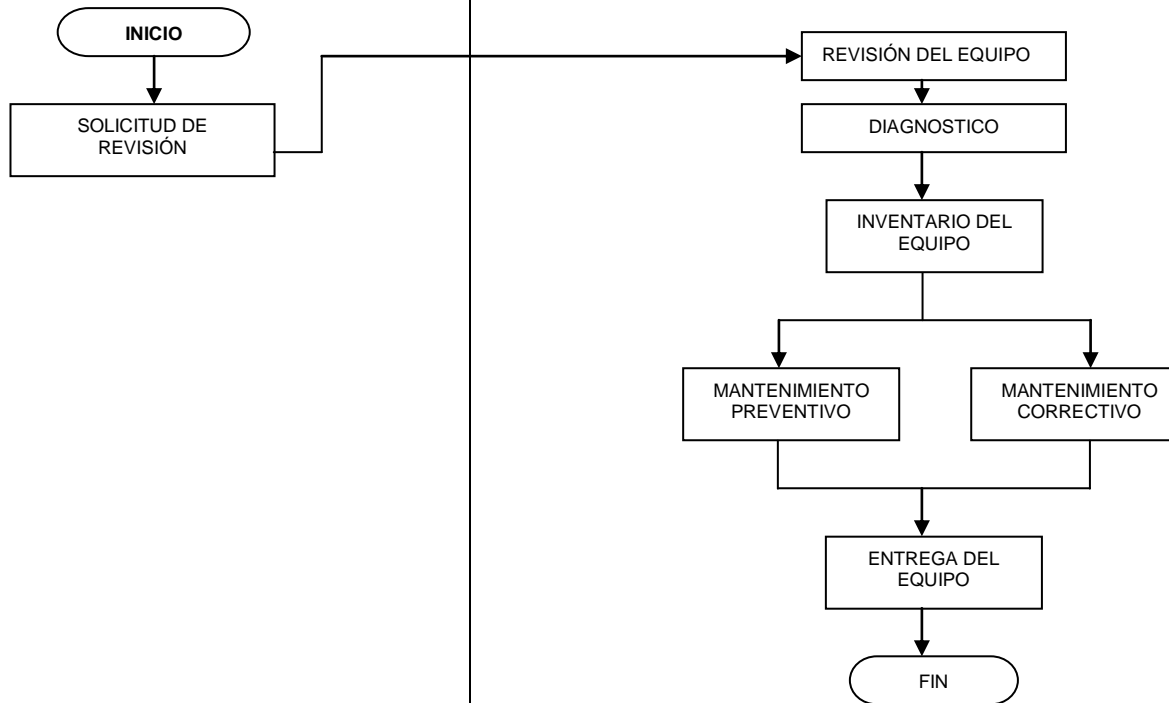 INICIO
SOLICITUD DE
REVISIÓN
REVISIÓN DEL EQUIPO
DIAGNOSTICO
INVENTARIO DEL
EQUIPO
MANTENIMIENTO
PREVENTIVO
MANTENIMIENTO
CORRECTIVO
ENTREGA DEL
EQUIPO
FIN